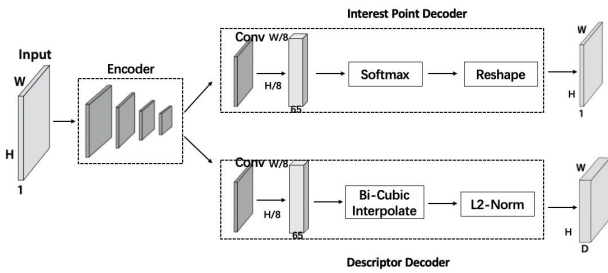 Interest Point Decoder
Input
W
H
1
Encoder
Conv W/8
H/8
65
Softmax
Reshape
W
H
1
Conv W/8
H/8
65
Bi-Cubic
Interpolate
L2-Norm
W
H
D
Descriptor Decoder